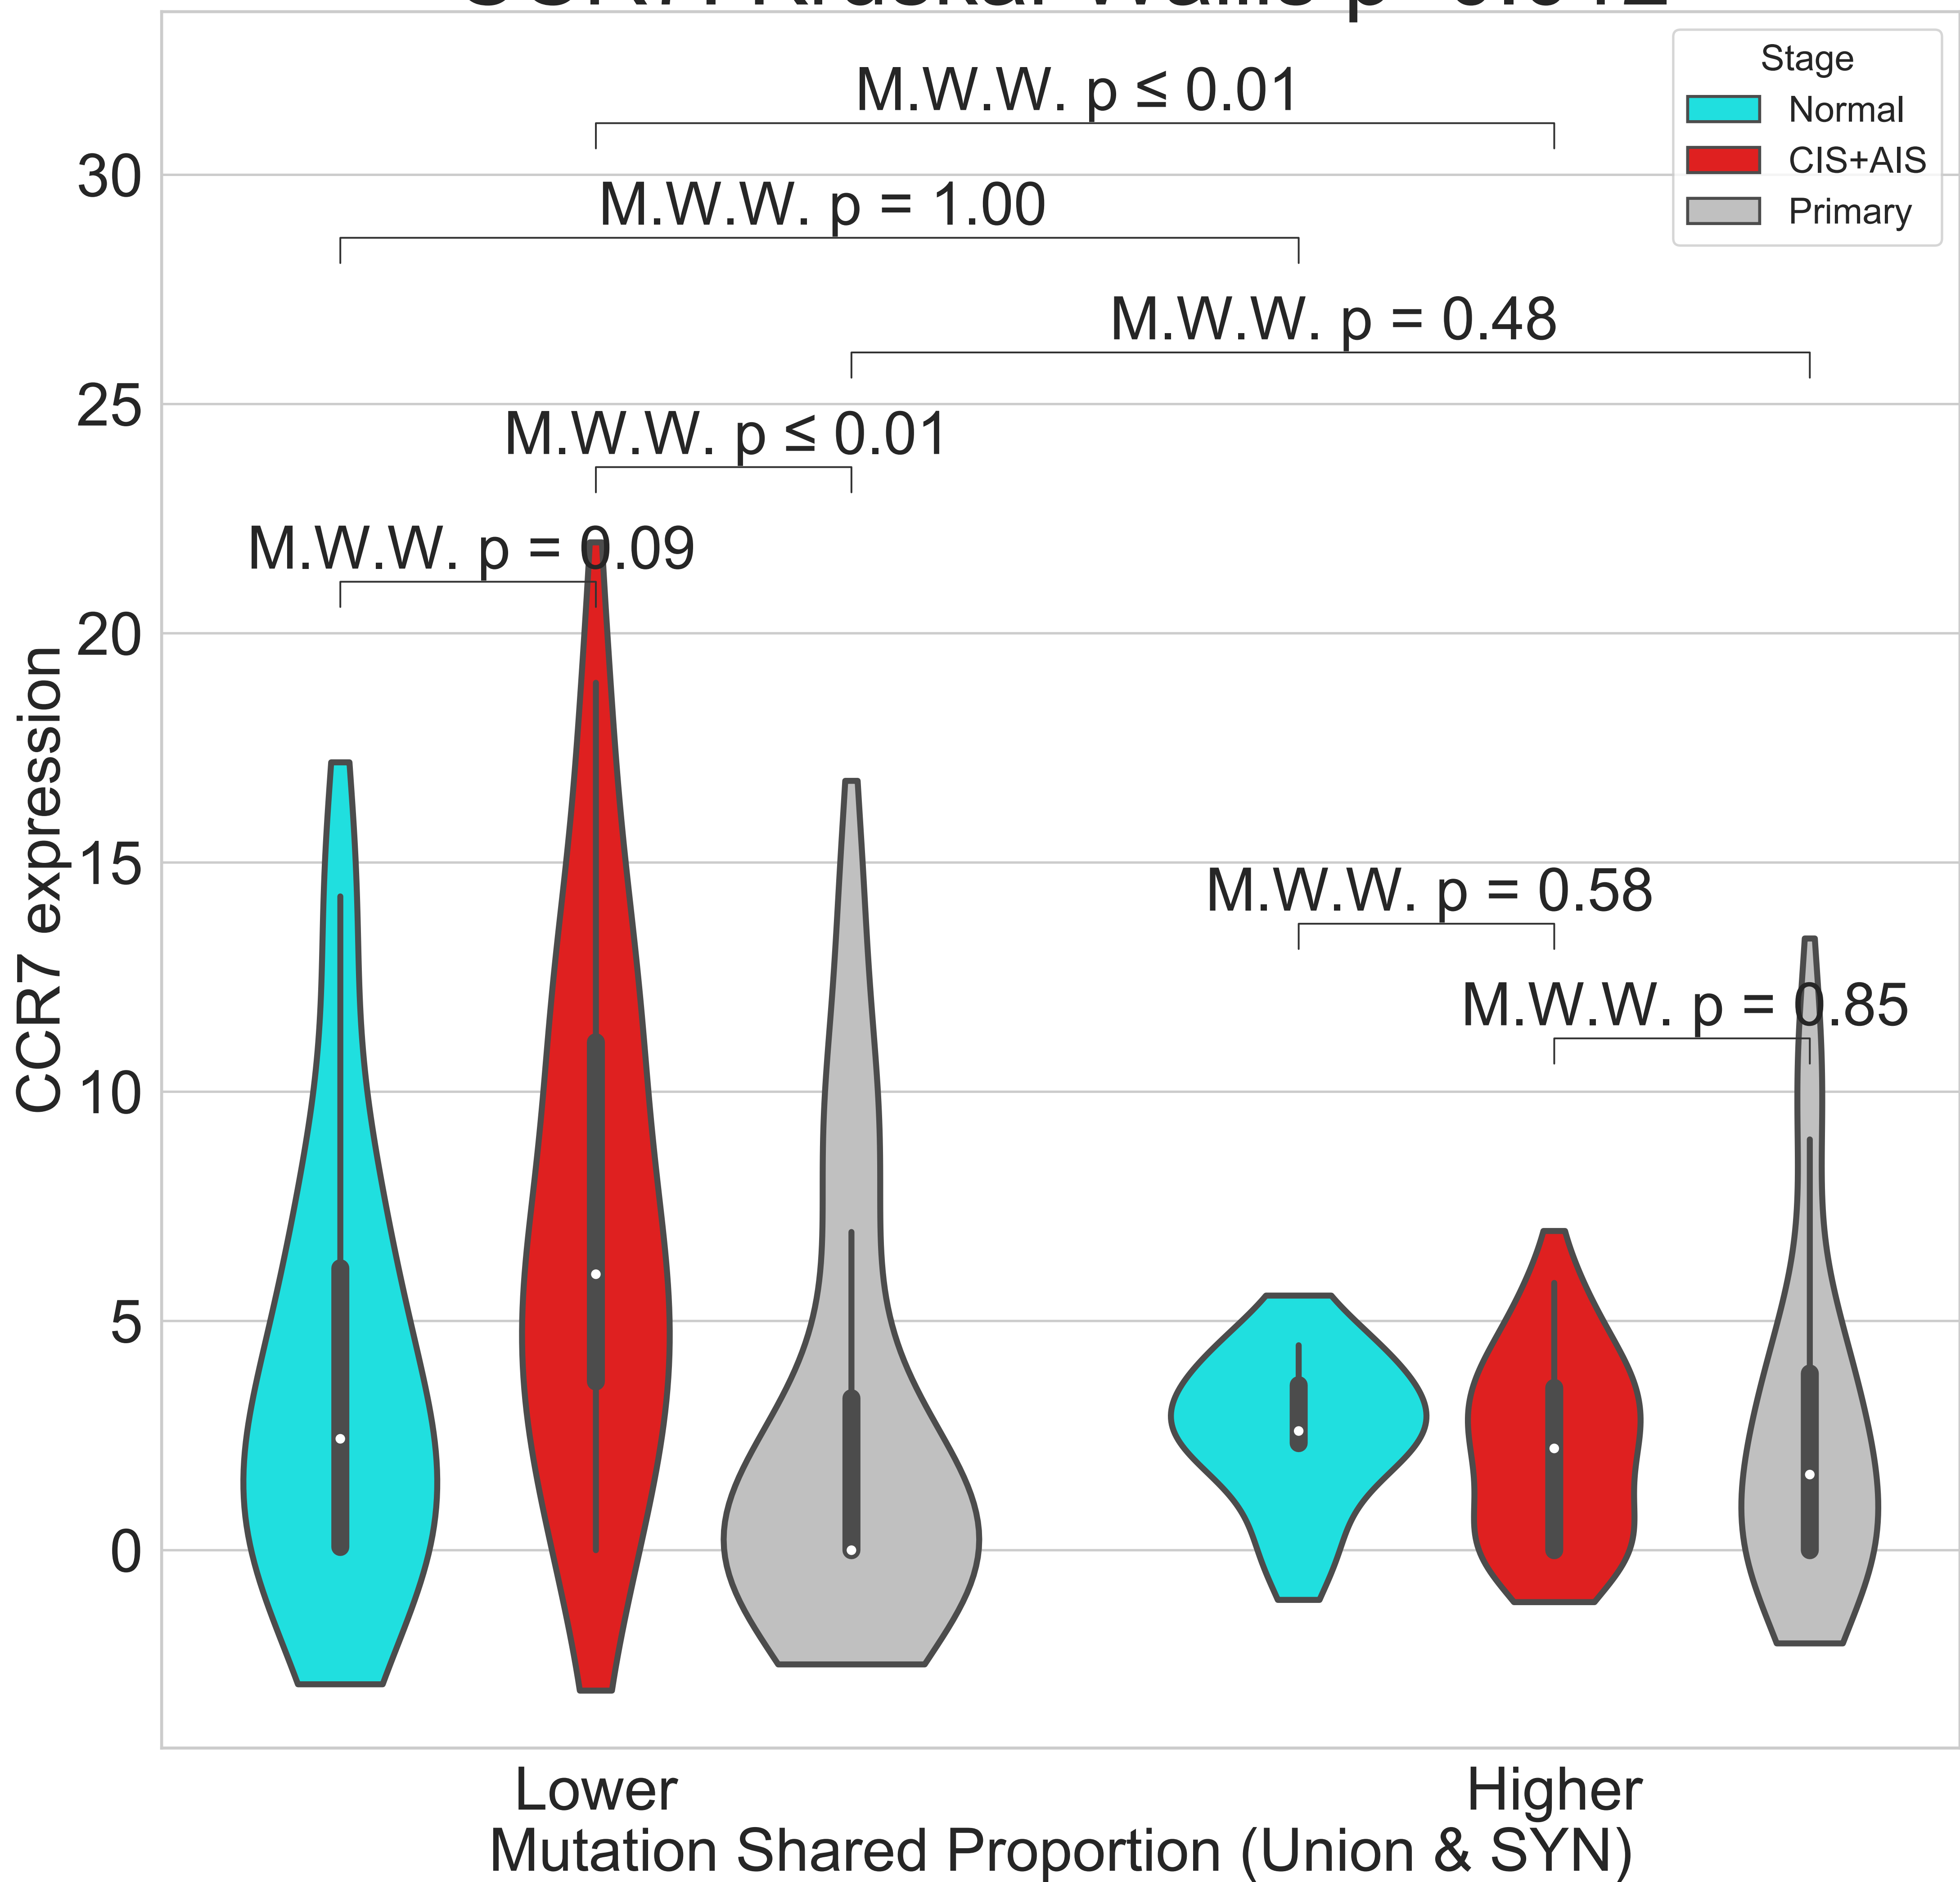 Stage
Normal
CIS+AIS
Primary
M.W.W. p ≤ 0.01
M.W.W. p = 1.00
M.W.W. p = 0.48
M.W.W. p ≤ 0.01
M.W.W. p = 0.09
M.W.W. p = 0.58
M.W.W. p = 0.85
30
25
20
15
10
5
0
CCR7 expression
Lower
Higher
Mutation Shared Proportion (Union & SYN)